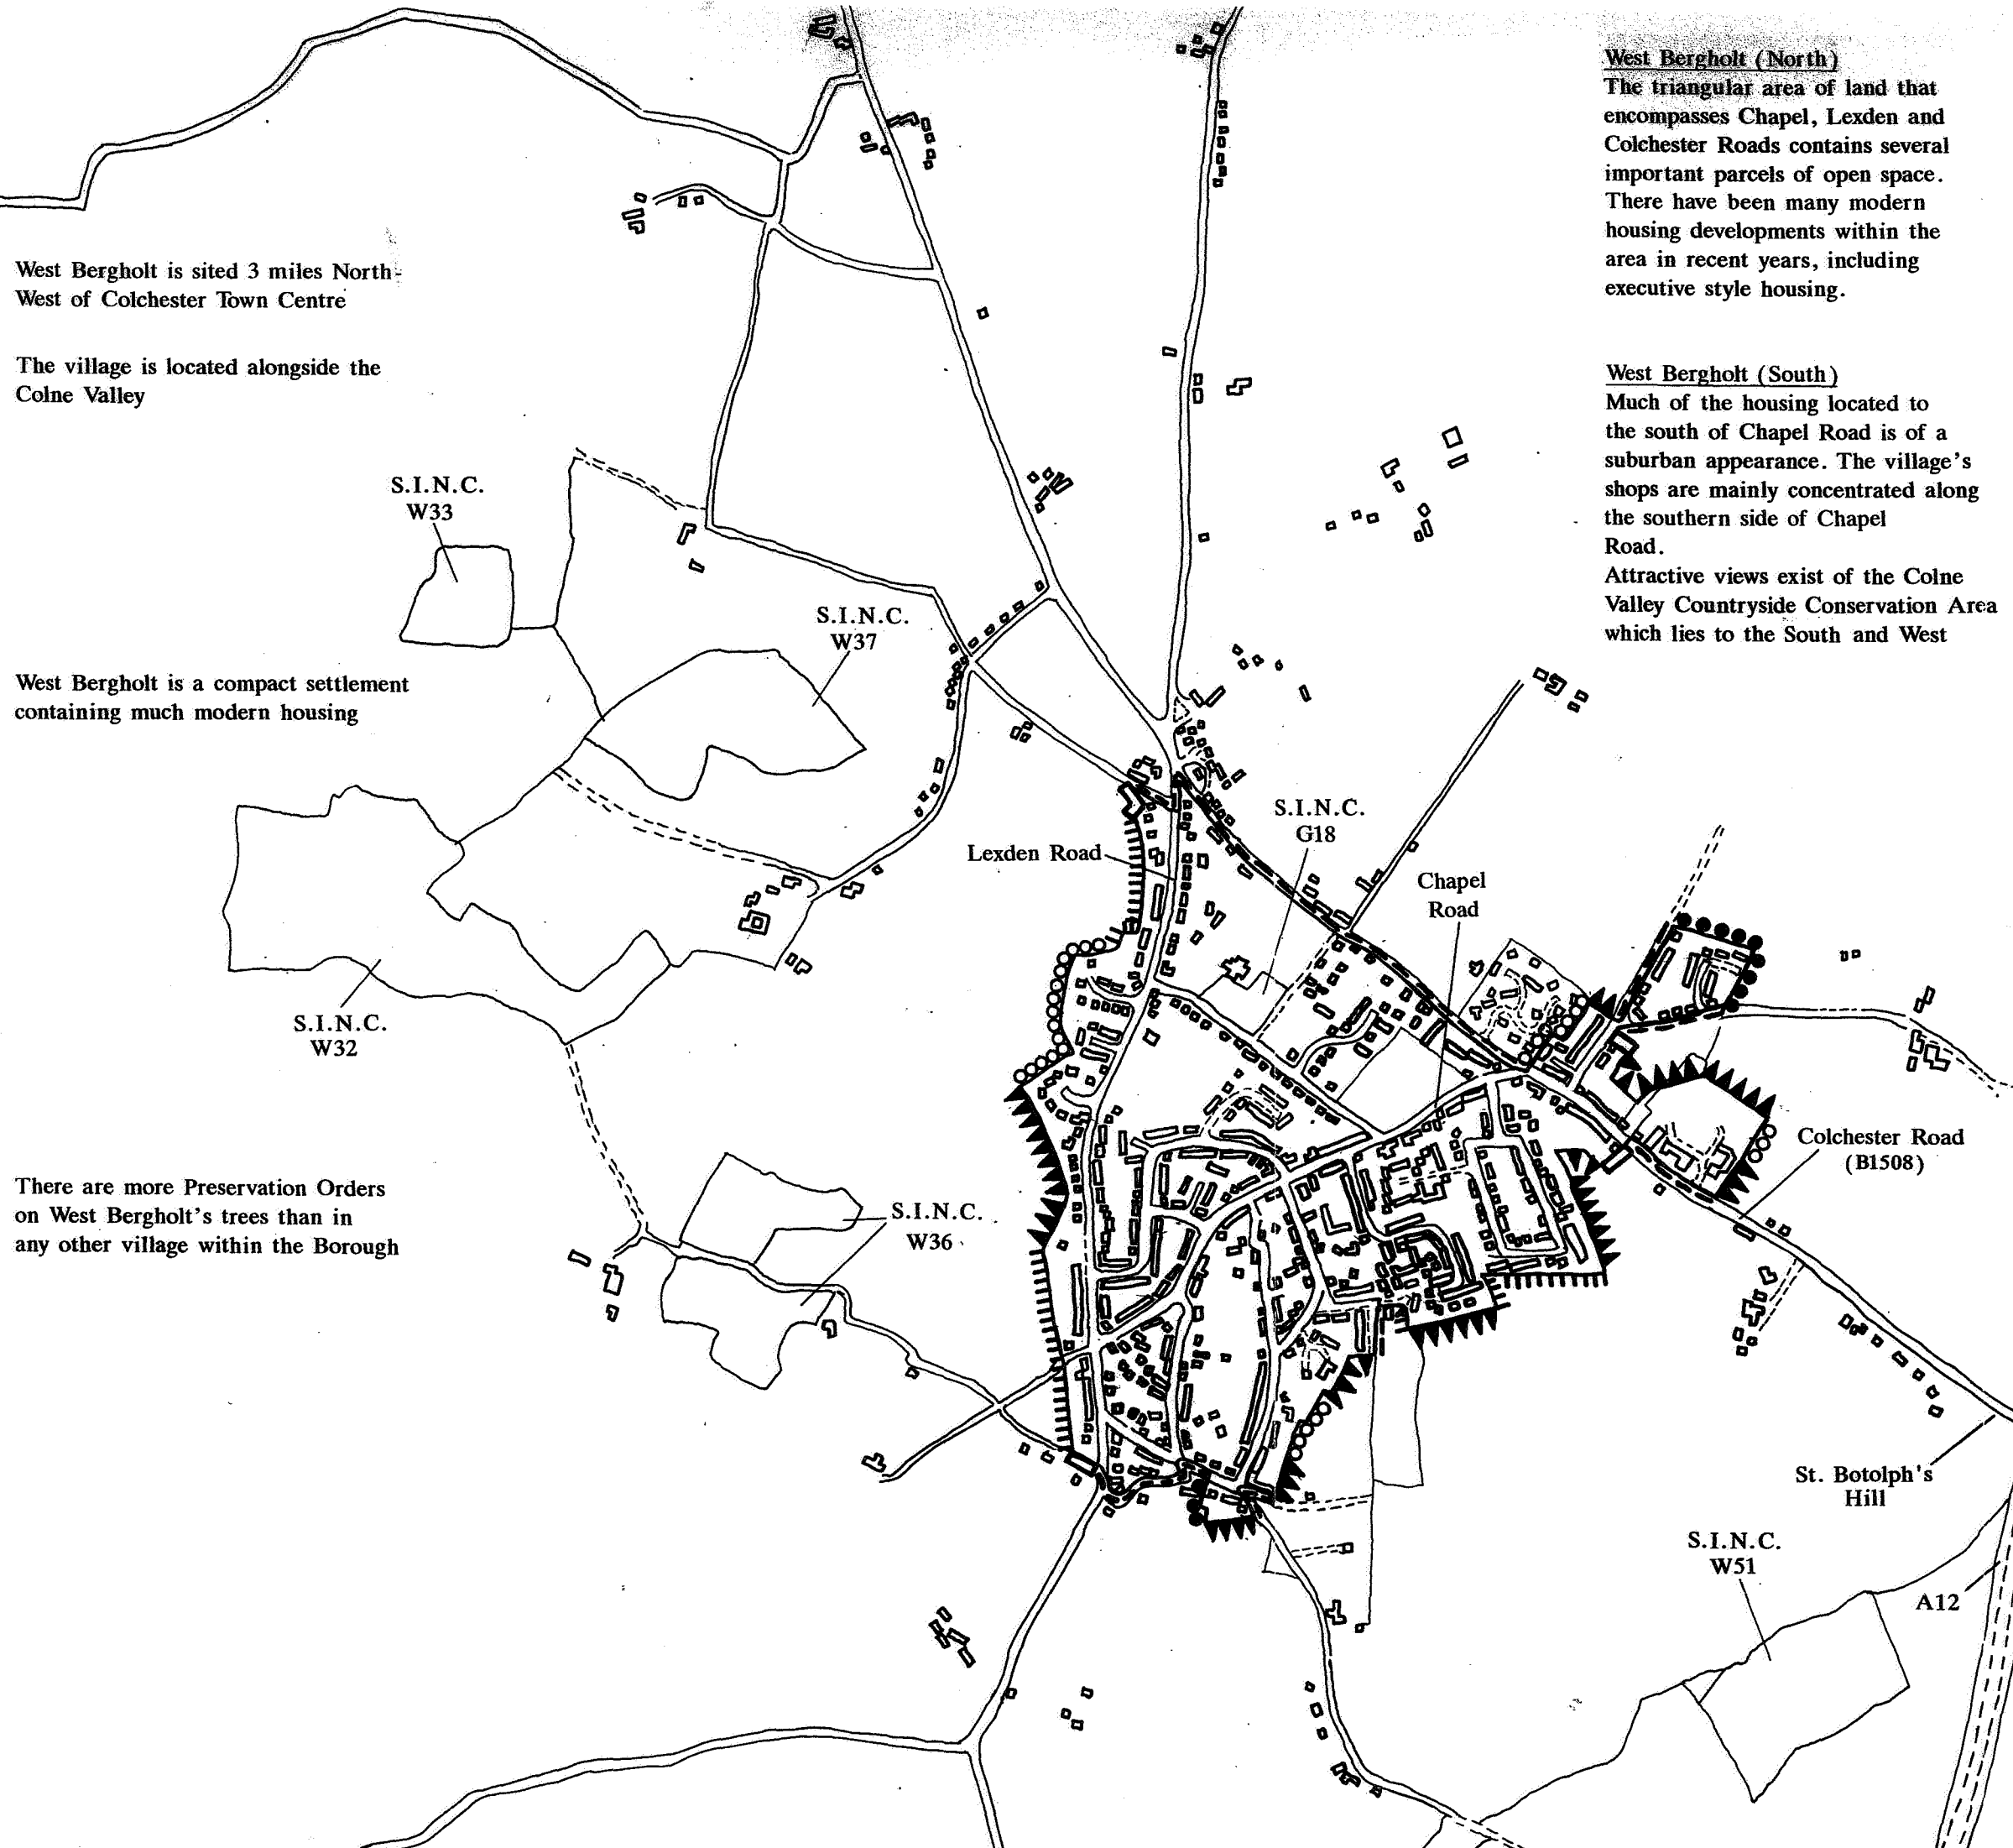 West Bergholt (North)
The triangular area of land that
encompasses Chapel, Lexden and
Colchester Roads contains several
important parcels of open space.
There have been many modern
housing developments within the
area in recent years, including
executive style housing.
West Bergholt (South)
Much of the housing located to
the south of Chapel Road is of a
suburban appearance. The village's
shops are mainly concentrated along
the southern side of Chapel
Road.
Attractive views exist of the Colne
Valley Countryside Conservation Area
which lies to the South and West
West Bergholt is sited 3 miles North-
West of Colchester Town Centre
The village is located alongside the
Colne Valley
S.I.N.C.
W33
S.I.N.C.
W37
West Bergholt is a compact settlement
containing much modern housing
S.I.N.C.
G18
Lexden Road
Chapel
Road
S.I.N.C.
W32
Colchester Road
(B1508)
There are more Preservation Orders
on West Bergholt's trees than in
any other village within the Borough
S.I.N.C.
W36
St. Botolph's
Hill
S.I.N.C.
W51
A12